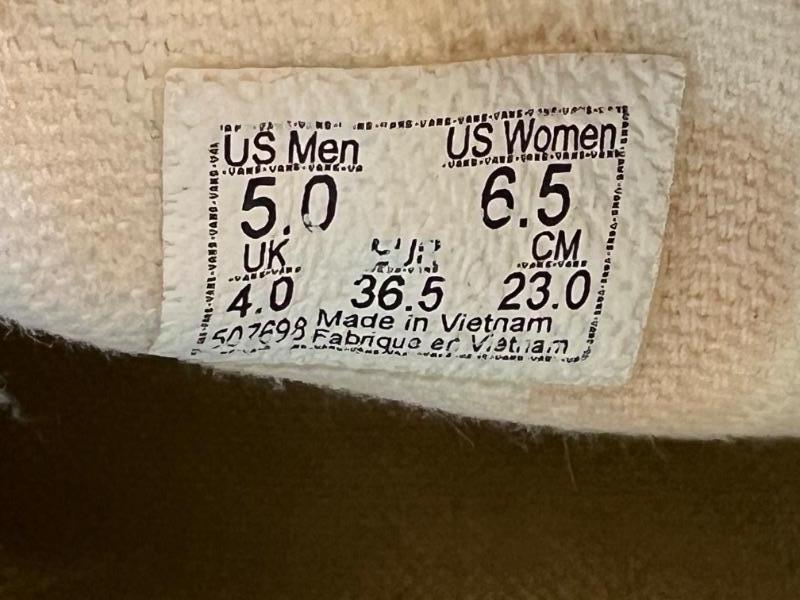 US Men US Women
5.0 6.5
UK EUR CM
4.0 36.5 23.0
507698 Made in Vietnam
Fabrique en Vietnam